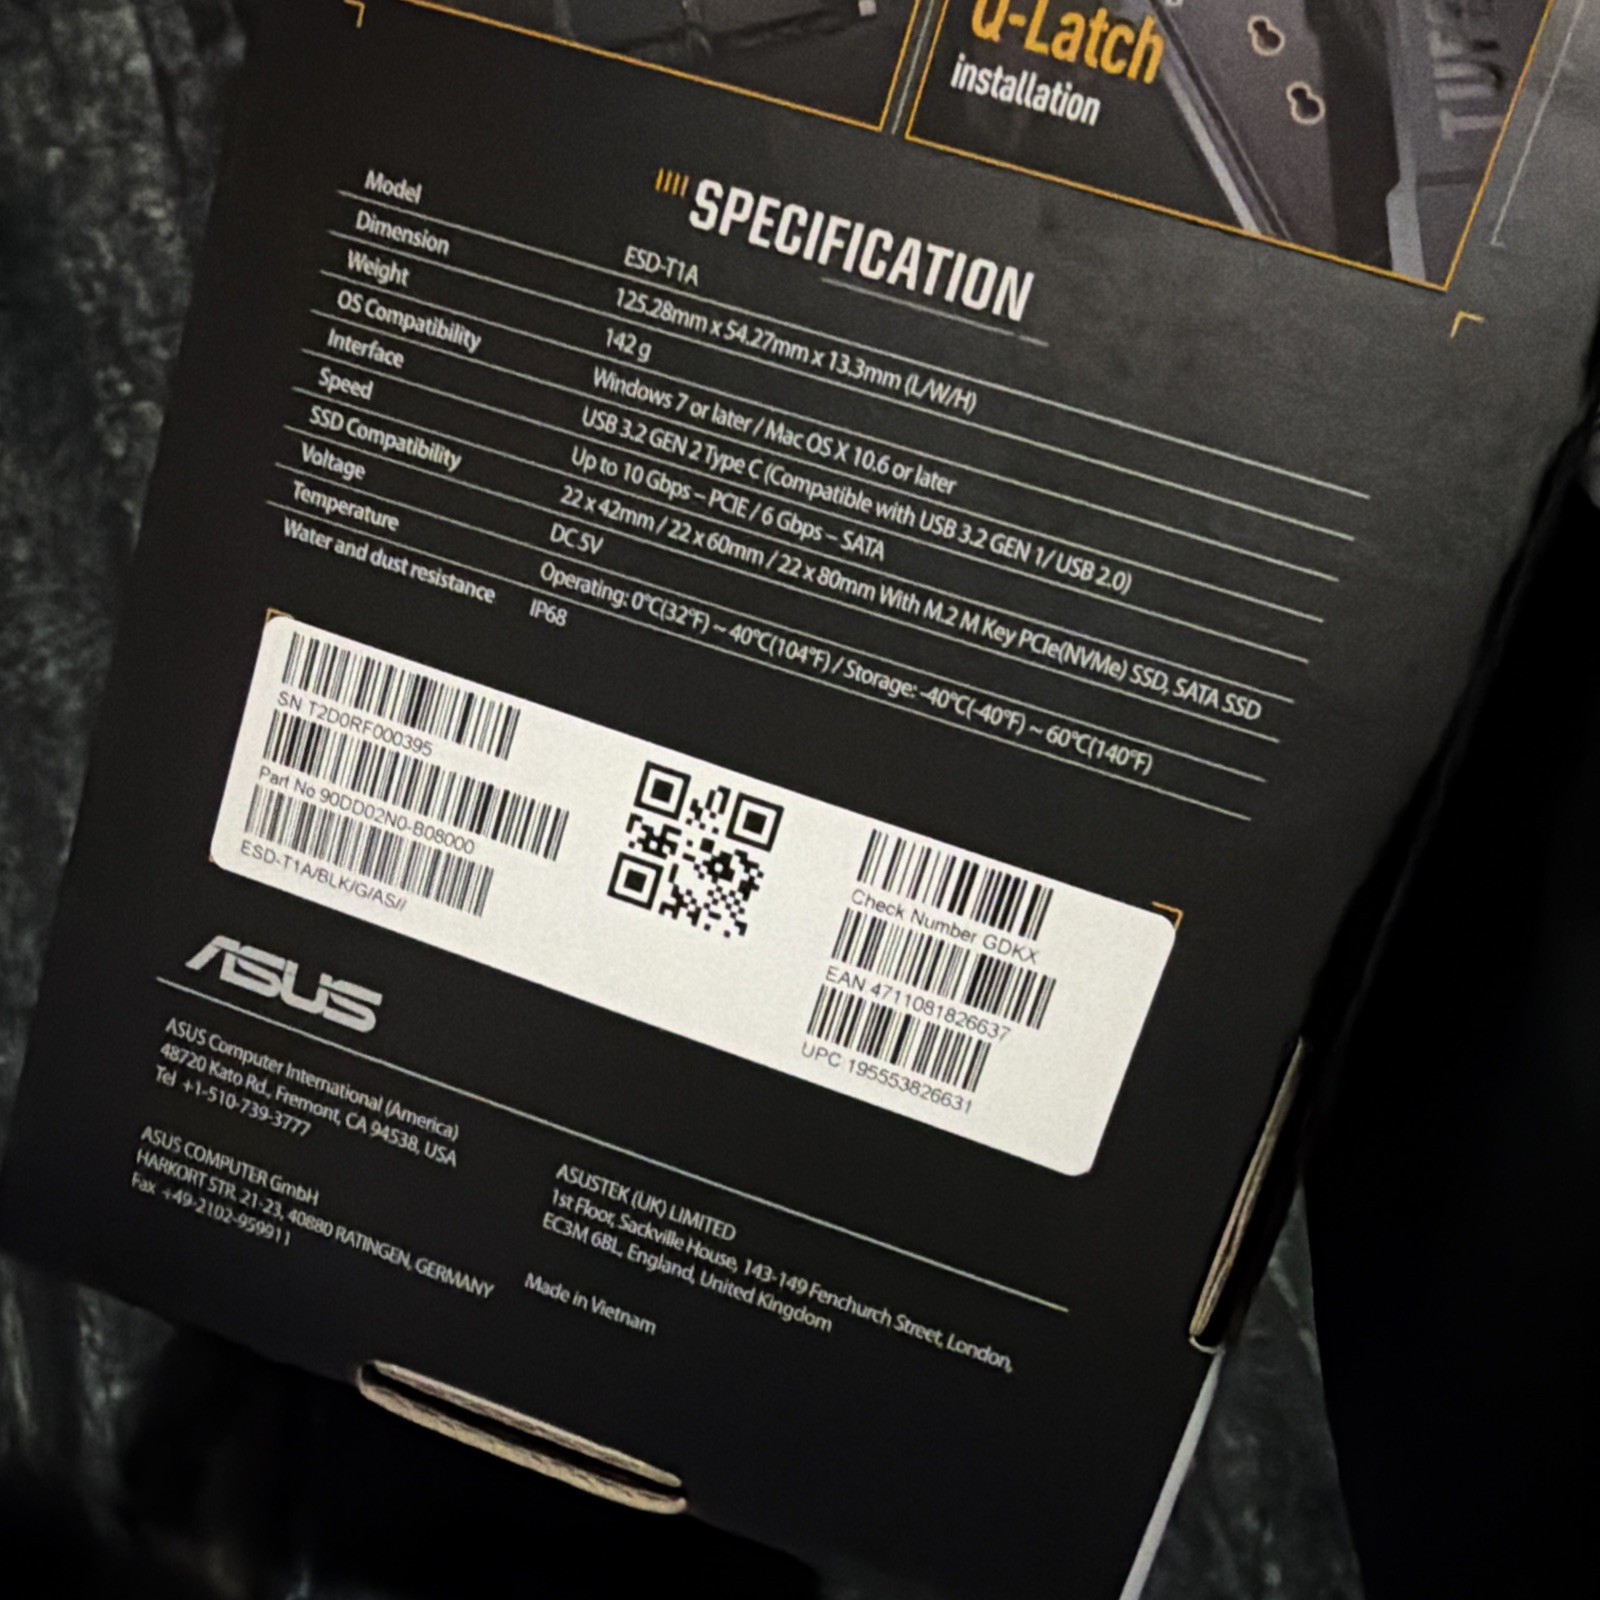 Q-Latch
installation
SPECIFICATION
Model ESD-T1A
Dimension 125.28mm x 54.27mm x 13.3mm (L/W/H)
Weight 142 g
OS Compatibility Windows 7 or later / Mac OS X 10.6 or later
Interface USB 3.2 GEN 2 Type C (Compatible with USB 3.2 GEN 1/ USB 2.0)
Speed Up to 10 Gbps – PCIE / 6 Gbps – SATA
SSD Compatibility 22 x 42mm / 22 x 60mm / 22 x 80mm With M.2 M Key PCIe(NVMe) SSD, SATA SSD
Voltage DC 5V
Temperature Operating: 0°C(32°F) ~ 40°C(104°F) / Storage: -40°C(-40°F) ~ 60°C(140°F)
Water and dust resistance IP68
SN T2D0RF000395
Part No 90DD02N0-B08000
ESD-T1A/BLK/G/AS//
Check Number GDKX
EAN 4711081826637
UPC 195553826631
ASUS
ASUS Computer International (America)
48720 Kato Rd., Fremont, CA 94538, USA
Tel +1-510-739-3777
ASUS COMPUTER GmbH
HARKORT STR. 21-23, 40880 RATINGEN, GERMANY
Fax +49-2102-959911
ASUSTEK (UK) LIMITED
1st Floor, Sackville House, 143-149 Fenchurch Street, London,
EC3M 6BL, England, United Kingdom
Made in Vietnam